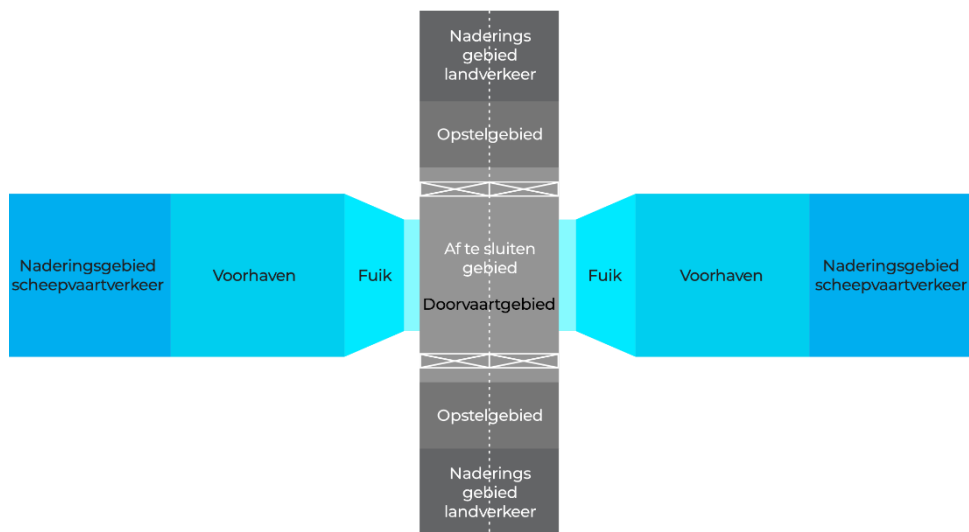 Naderings
gebied
landverkeer
Opstelgebied
Naderingsgebied
scheepvaartverkeer
Voorhaven
Fuik
Af te sluiten
gebied
Doorvaartgebied
Fuik
Voorhaven
Naderingsgebied
scheepvaartverkeer
Opstelgebied
Naderings
gebied
landverkeer